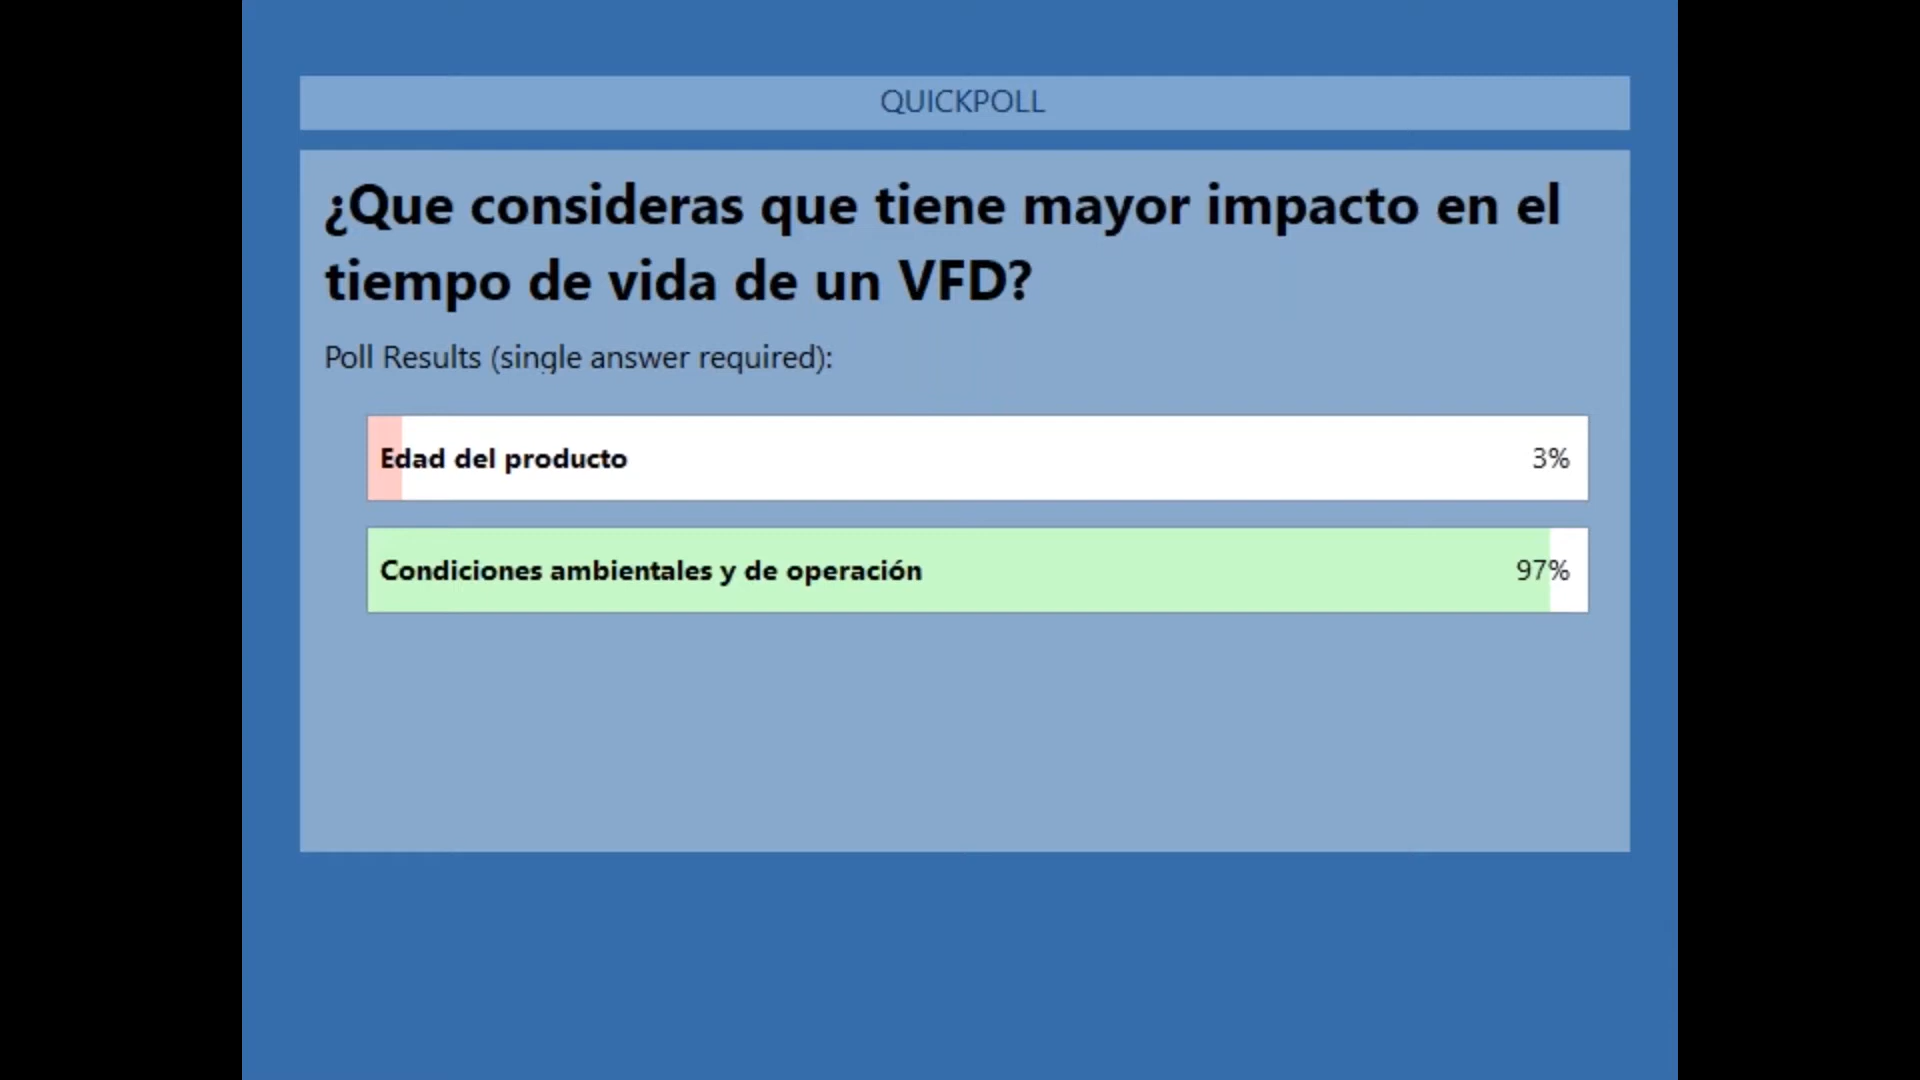 QUICKPOLL
¿Que consideras que tiene mayor impacto en el
tiempo de vida de un VFD?
Poll Results (single answer required):
Edad del producto 3%
Condiciones ambientales y de operación 97%